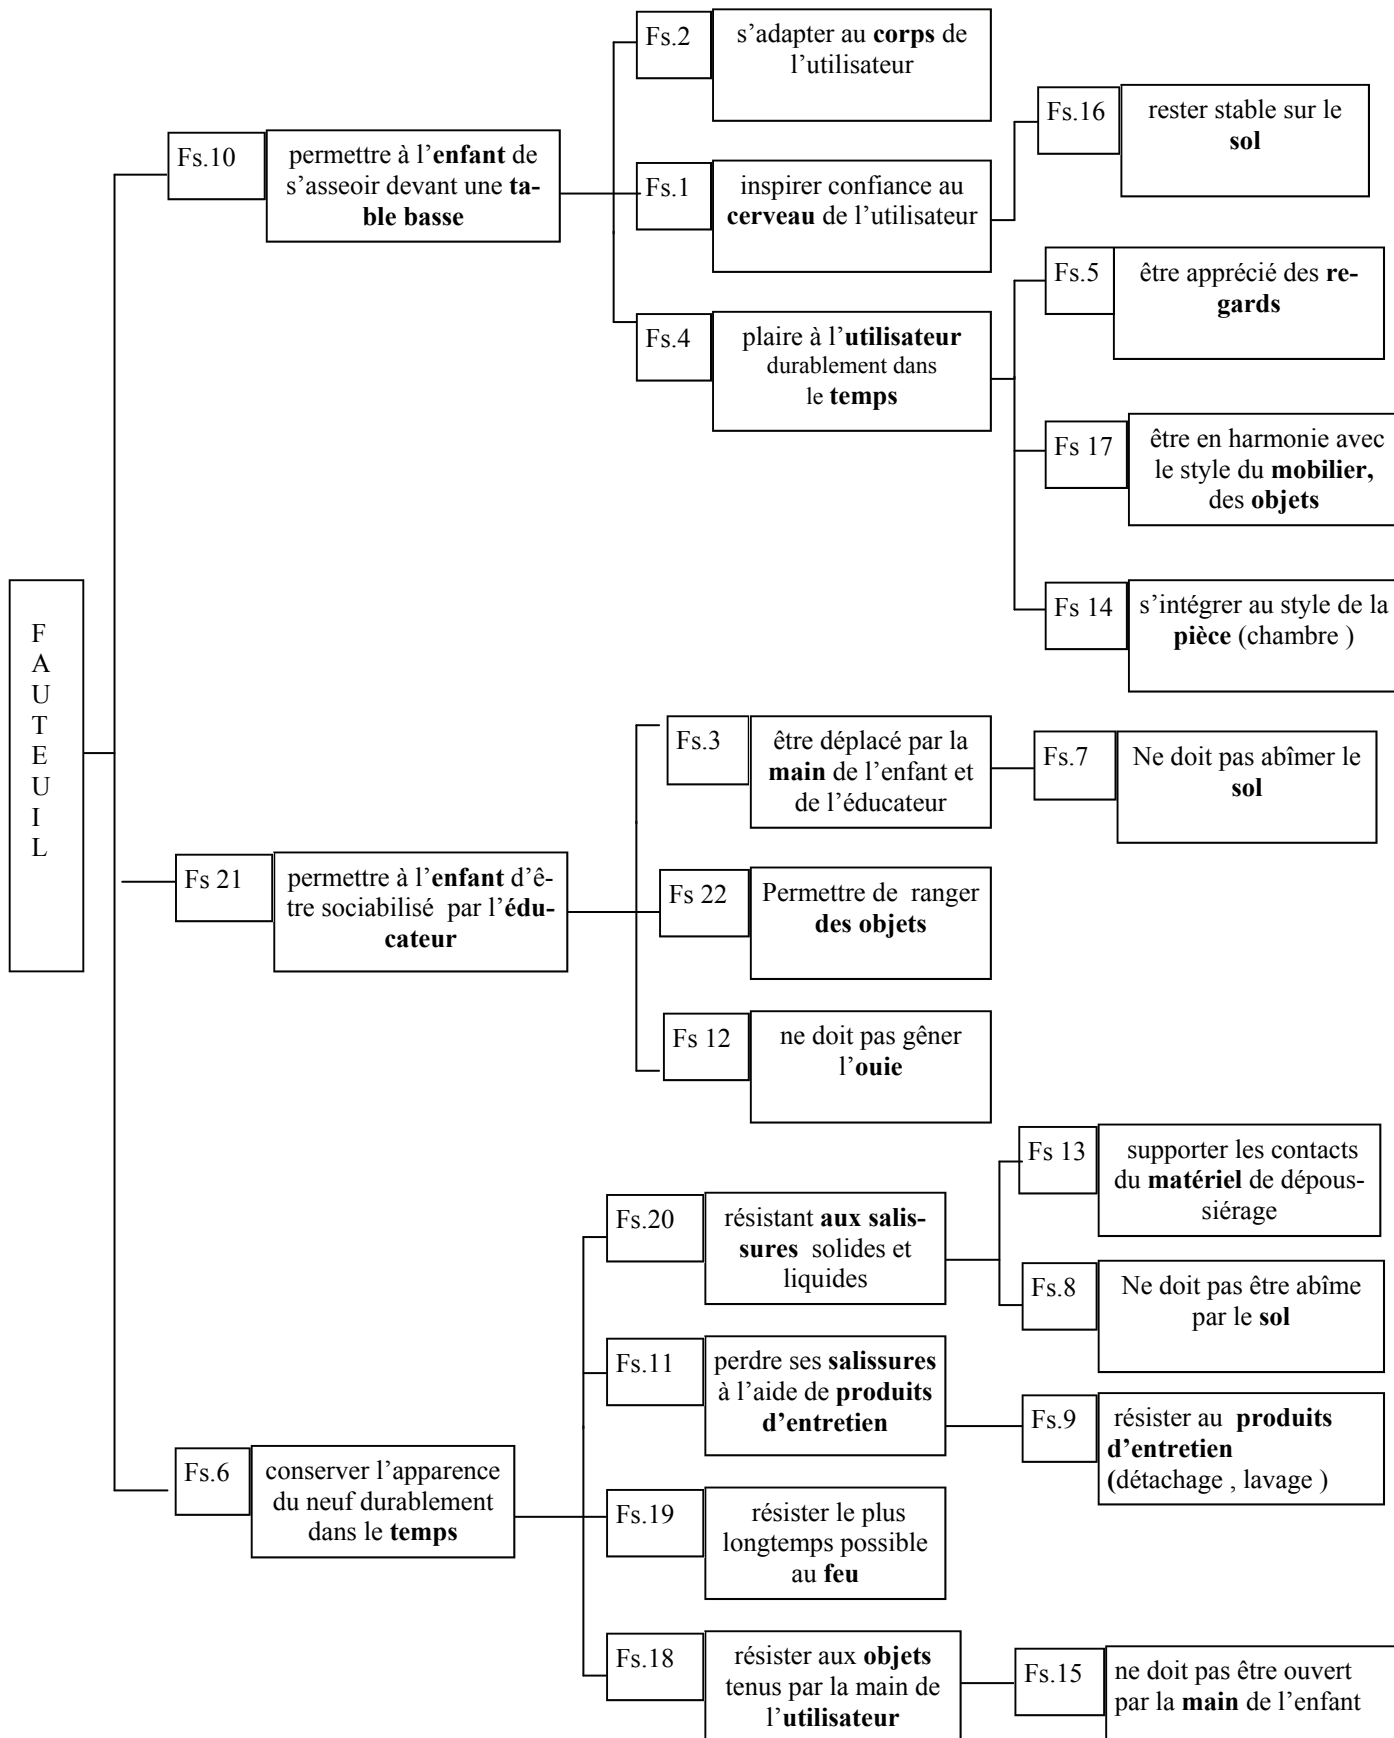 FAUTEUIL
Fs.10
permettre à l’enfant de
s’asseoir devant une ta-
ble basse
Fs.2
s’adapter au corps de
l’utilisateur
Fs.1
inspirer confiance au
cerveau de l’utilisateur
Fs.16
rester stable sur le
sol
Fs.4
plaire à l’utilisateur
durablement dans
le temps
Fs.5
être apprécié des re-
gards
Fs 17
être en harmonie avec
le style du mobilier,
des objets
Fs 14
s’intégrer au style de la
pièce (chambre )
Fs 21
permettre à l’enfant d’ê-
tre sociabilisé par l’édu-
cateur
Fs.3
être déplacé par la
main de l’enfant et
de l’éducateur
Fs.7
Ne doit pas abîmer le
sol
Fs 22
Permettre de ranger
des objets
Fs 12
ne doit pas gêner
l’ouie
Fs.6
conserver l’apparence
du neuf durablement
dans le temps
Fs.20
résistant aux salis-
sures solides et
liquides
Fs 13
supporter les contacts
du matériel de dépous-
siérage
Fs.8
Ne doit pas être abîme
par le sol
Fs.11
perdre ses salissures
à l’aide de produits
d’entretien
Fs.9
résister au produits
d’entretien
(détachage , lavage )
Fs.19
résister le plus
longtemps possible
au feu
Fs.18
résister aux objets
tenus par la main de
l’utilisateur
Fs.15
ne doit pas être ouvert
par la main de l’enfant